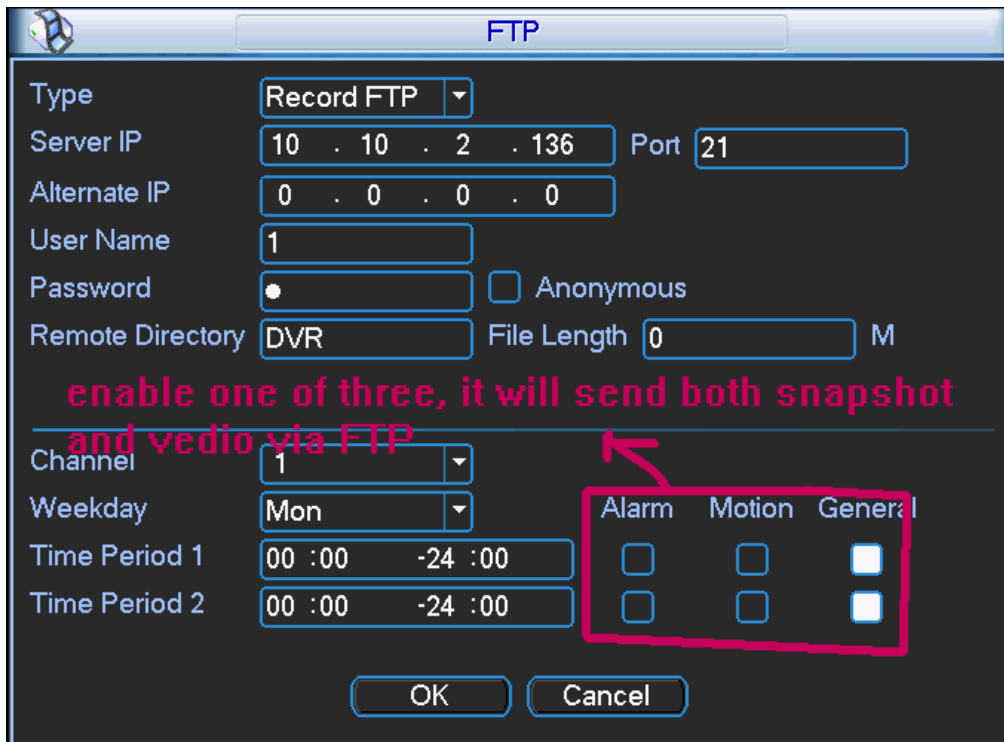 FTP
Type Record FTP
Server IP 10 . 10 . 2 . 136 Port 21
Alternate IP 0 . 0 . 0 . 0
User Name 1
Password ● Anonymous
Remote Directory DVR File Length 0 M
enable one of three, it will send both snapshot
and vedio via FTP
Channel 1
Weekday Mon Alarm Motion General
Time Period 1 00 :00 -24 :00
Time Period 2 00 :00 -24 :00
OK Cancel